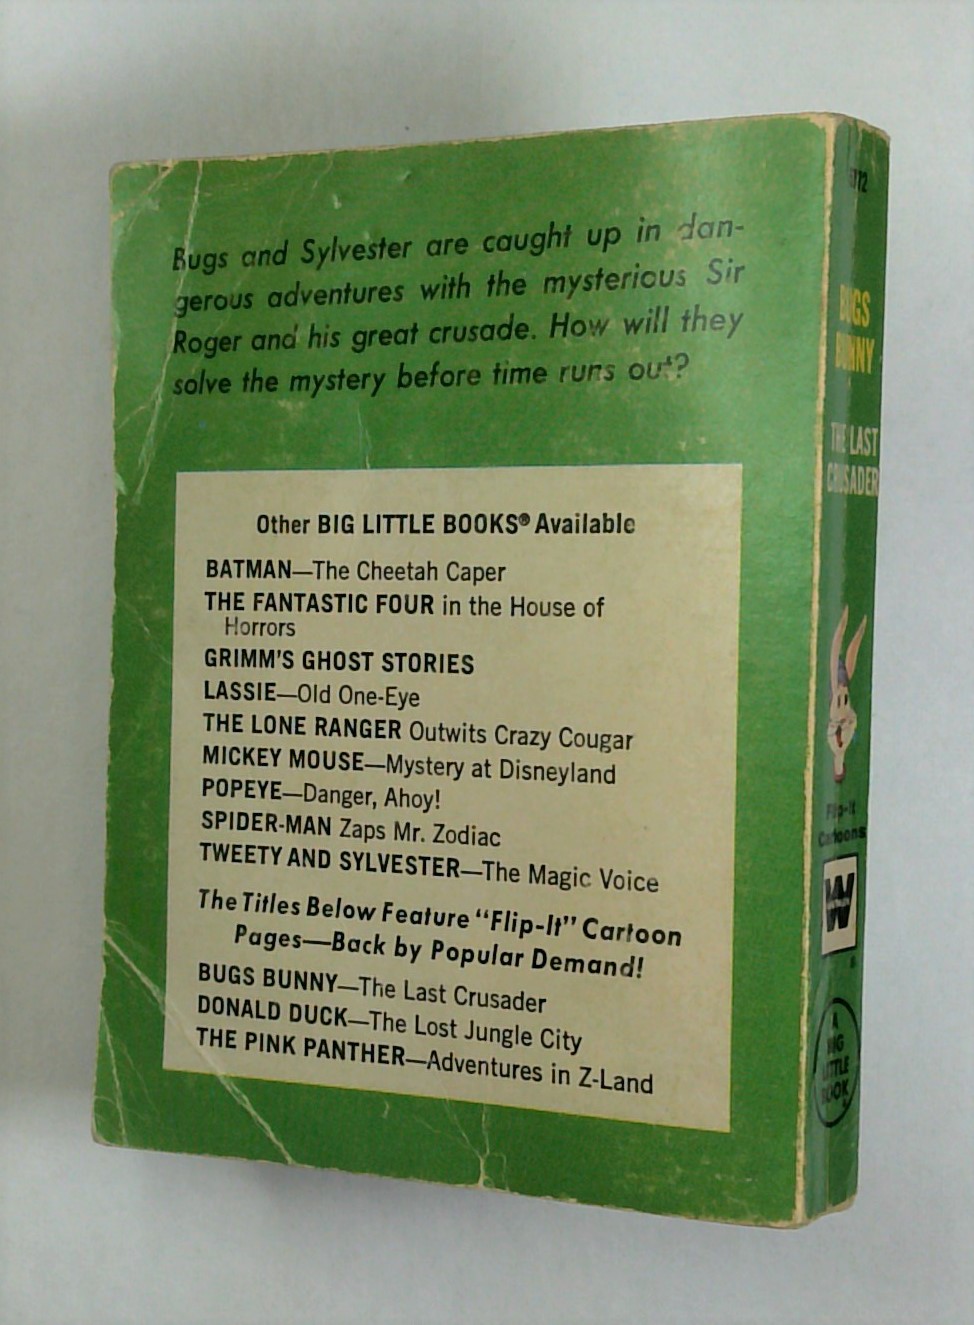 Bugs and Sylvester are caught up in dan-
gerous adventures with the mysterious Sir
Roger and his great crusade. How will they
solve the mystery before time runs out?
Other BIG LITTLE BOOKS® Available
BATMAN—The Cheetah Caper
THE FANTASTIC FOUR in the House of
Horrors
GRIMM'S GHOST STORIES
LASSIE—Old One-Eye
THE LONE RANGER Outwits Crazy Cougar
MICKEY MOUSE—Mystery at Disneyland
POPEYE—Danger, Ahoy!
SPIDER-MAN Zaps Mr. Zodiac
TWEETY AND SYLVESTER—The Magic Voice
The Titles Below Feature "Flip-It" Cartoon
Pages—Back by Popular Demand!
BUGS BUNNY—The Last Crusader
DONALD DUCK—The Lost Jungle City
THE PINK PANTHER—Adventures in Z-Land
BUGS
BUNNY
THE LAST
CRUSADER
Flip-It
Cartoons
W
A
BIG
LITTLE
BOOK